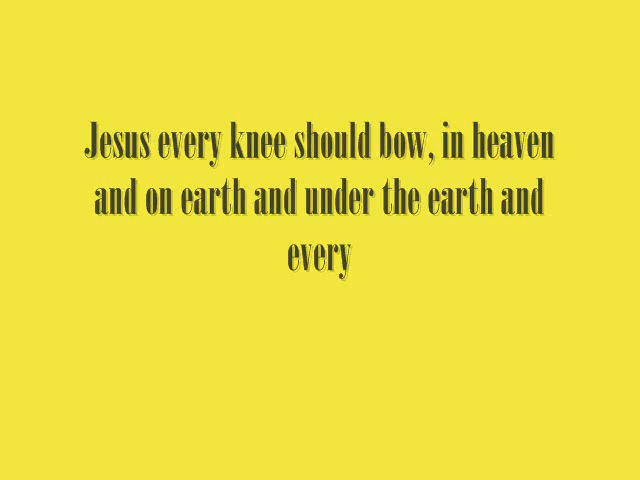 Jesus every knee should bow, in heaven
and on earth and under the earth and
every